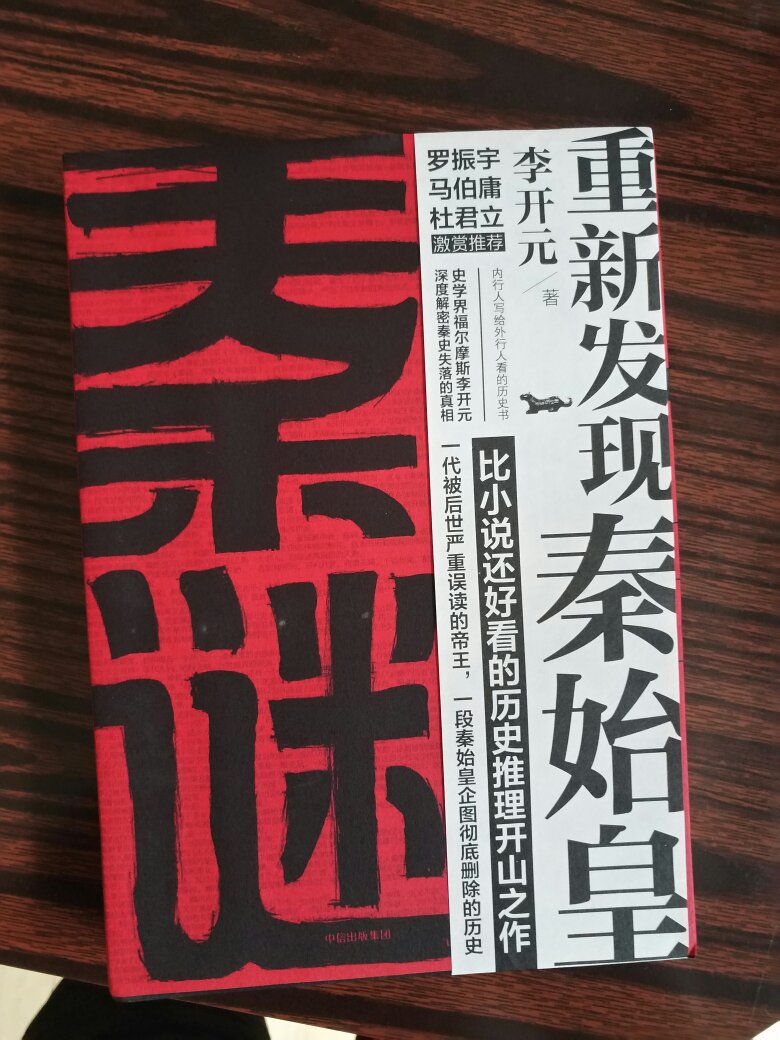 秦谜
中信出版集团
重新发现秦始皇
李开元／著
罗振宇
马伯庸
杜君立
激赏推荐
内行人写给外行人看的历史书
史学界福尔摩斯李开元
深度解密秦史失落的真相
比小说还好看的历史推理开山之作
一代被后世严重误读的帝王，一段秦始皇企图彻底删除的历史